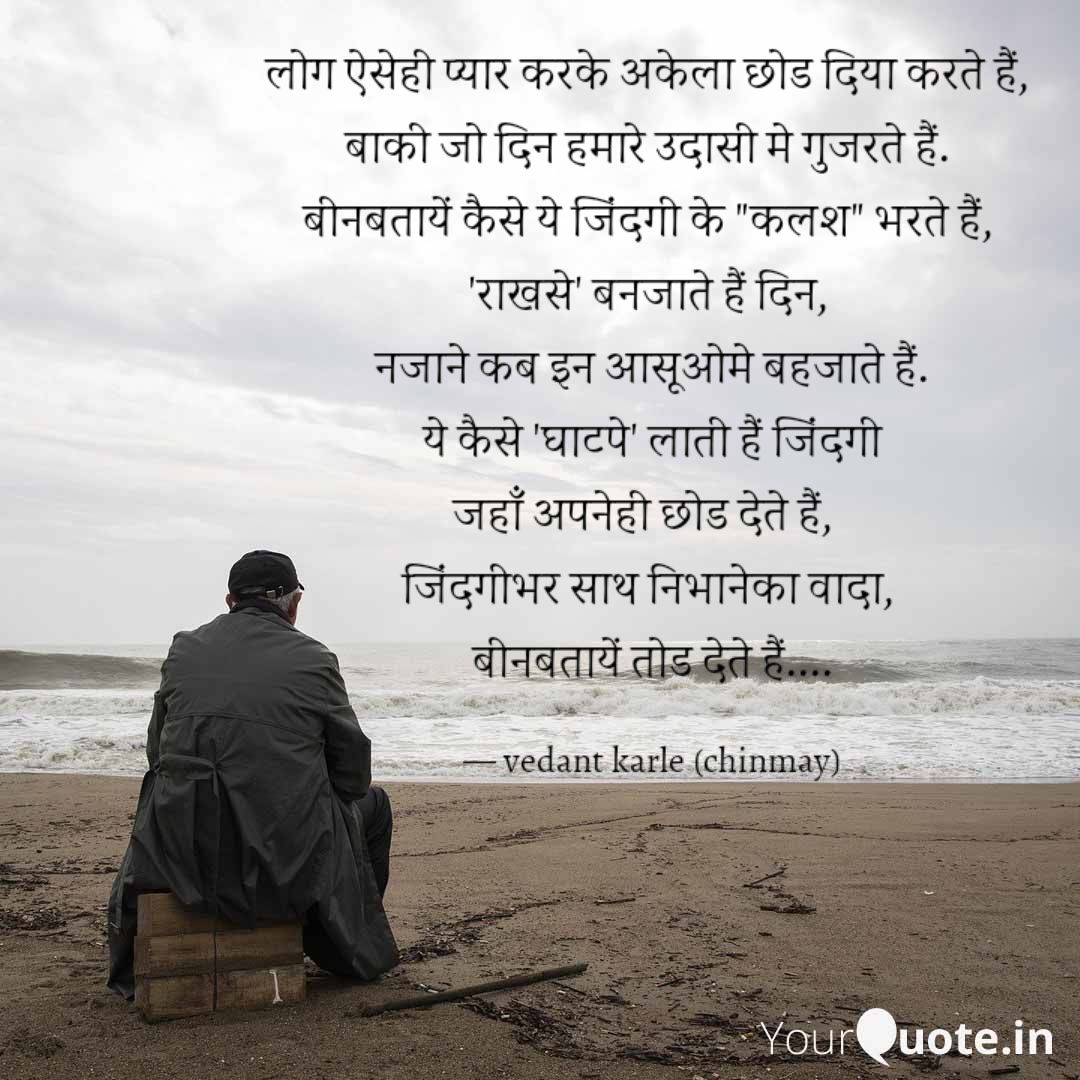 लोग ऐसेही प्यार करके अकेला छोड दिया करते हैं,
बाकी जो दिन हमारे उदासी मे गुजरते हैं.
बीनबतायें कैसे ये जिंदगी के "कलश" भरते हैं,
'राखसे' बनजाते हैं दिन,
नजाने कब इन आसूओमे बहजाते हैं.
ये कैसे 'घाटपे' लाती हैं जिंदगी
जहाँ अपनेही छोड देते हैं,
जिंदगीभर साथ निभानेका वादा,
बीनबतायें तोड देते हैं....
— vedant karle (chinmay)
YourQuote.in